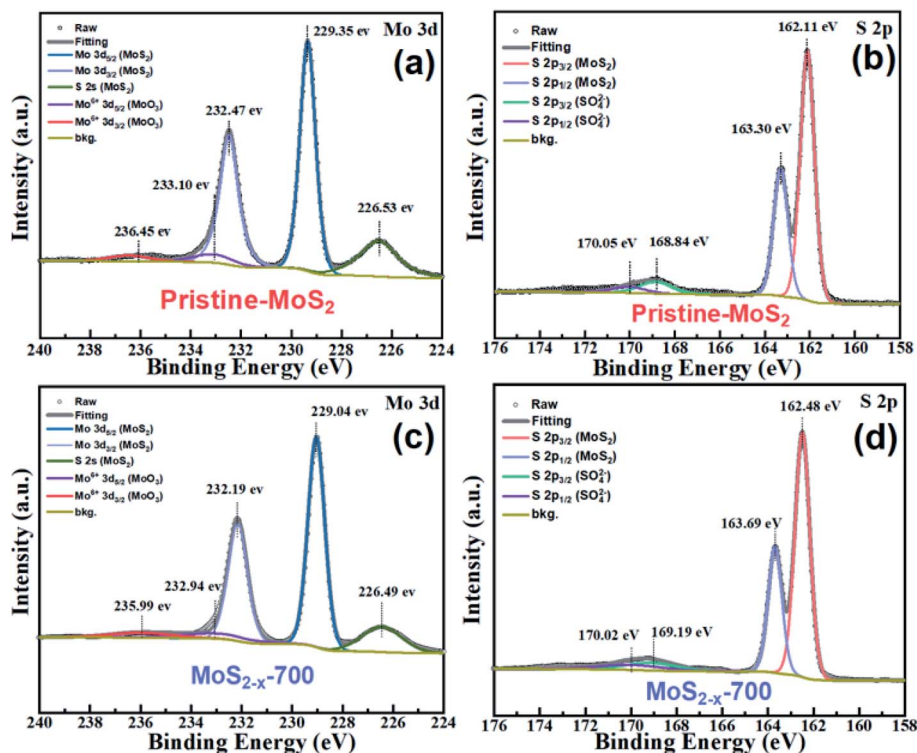 Mo 3d
(a)
Raw
Fitting
Mo 3d₅/₂ (MoS₂)
Mo 3d₃/₂ (MoS₂)
S 2s (MoS₂)
Mo⁶⁺ 3d₅/₂ (MoO₃)
Mo⁶⁺ 3d₃/₂ (MoO₃)
bkg.
229.35 ev
232.47 ev
233.10 ev
236.45 ev
226.53 ev
Pristine-MoS₂
Intensity (a.u.)
240 238 236 234 232 230 228 226 224
Binding Energy (eV)
S 2p
(b)
Raw
Fitting
S 2p₃/₂ (MoS₂)
S 2p₁/₂ (MoS₂)
S 2p₃/₂ (SO₄²⁻)
S 2p₁/₂ (SO₄²⁻)
bkg.
162.11 eV
163.30 eV
170.05 eV
168.84 eV
Pristine-MoS₂
Intensity (a.u.)
176 174 172 170 168 166 164 162 160 158
Binding Energy (eV)
Mo 3d
(c)
Raw
Fitting
Mo 3d₅/₂ (MoS₂)
Mo 3d₃/₂ (MoS₂)
S 2s (MoS₂)
Mo⁶⁺ 3d₅/₂ (MoO₃)
Mo⁶⁺ 3d₃/₂ (MoO₃)
bkg.
229.04 ev
232.19 ev
232.94 ev
235.99 ev
226.49 ev
MoS₂₋ₓ-700
Intensity (a.u.)
240 238 236 234 232 230 228 226 224
Binding Energy (eV)
S 2p
(d)
Raw
Fitting
S 2p₃/₂ (MoS₂)
S 2p₁/₂ (MoS₂)
S 2p₃/₂ (SO₄²⁻)
S 2p₁/₂ (SO₄²⁻)
bkg.
162.48 eV
163.69 eV
170.02 eV
169.19 eV
MoS₂₋ₓ-700
Intensity (a.u.)
176 174 172 170 168 166 164 162 160 158
Binding Energy (eV)